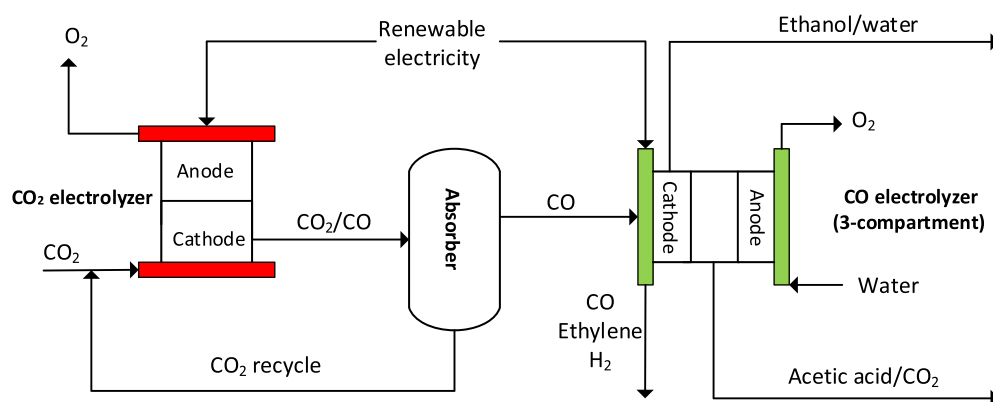 Renewable
electricity
Ethanol/water
O₂
O₂
Anode
CO₂ electrolyzer
Cathode
CO₂
CO₂/CO
Absorber
CO
Cathode
Anode
CO electrolyzer
(3-compartment)
Water
CO
Ethylene
H₂
CO₂ recycle
Acetic acid/CO₂